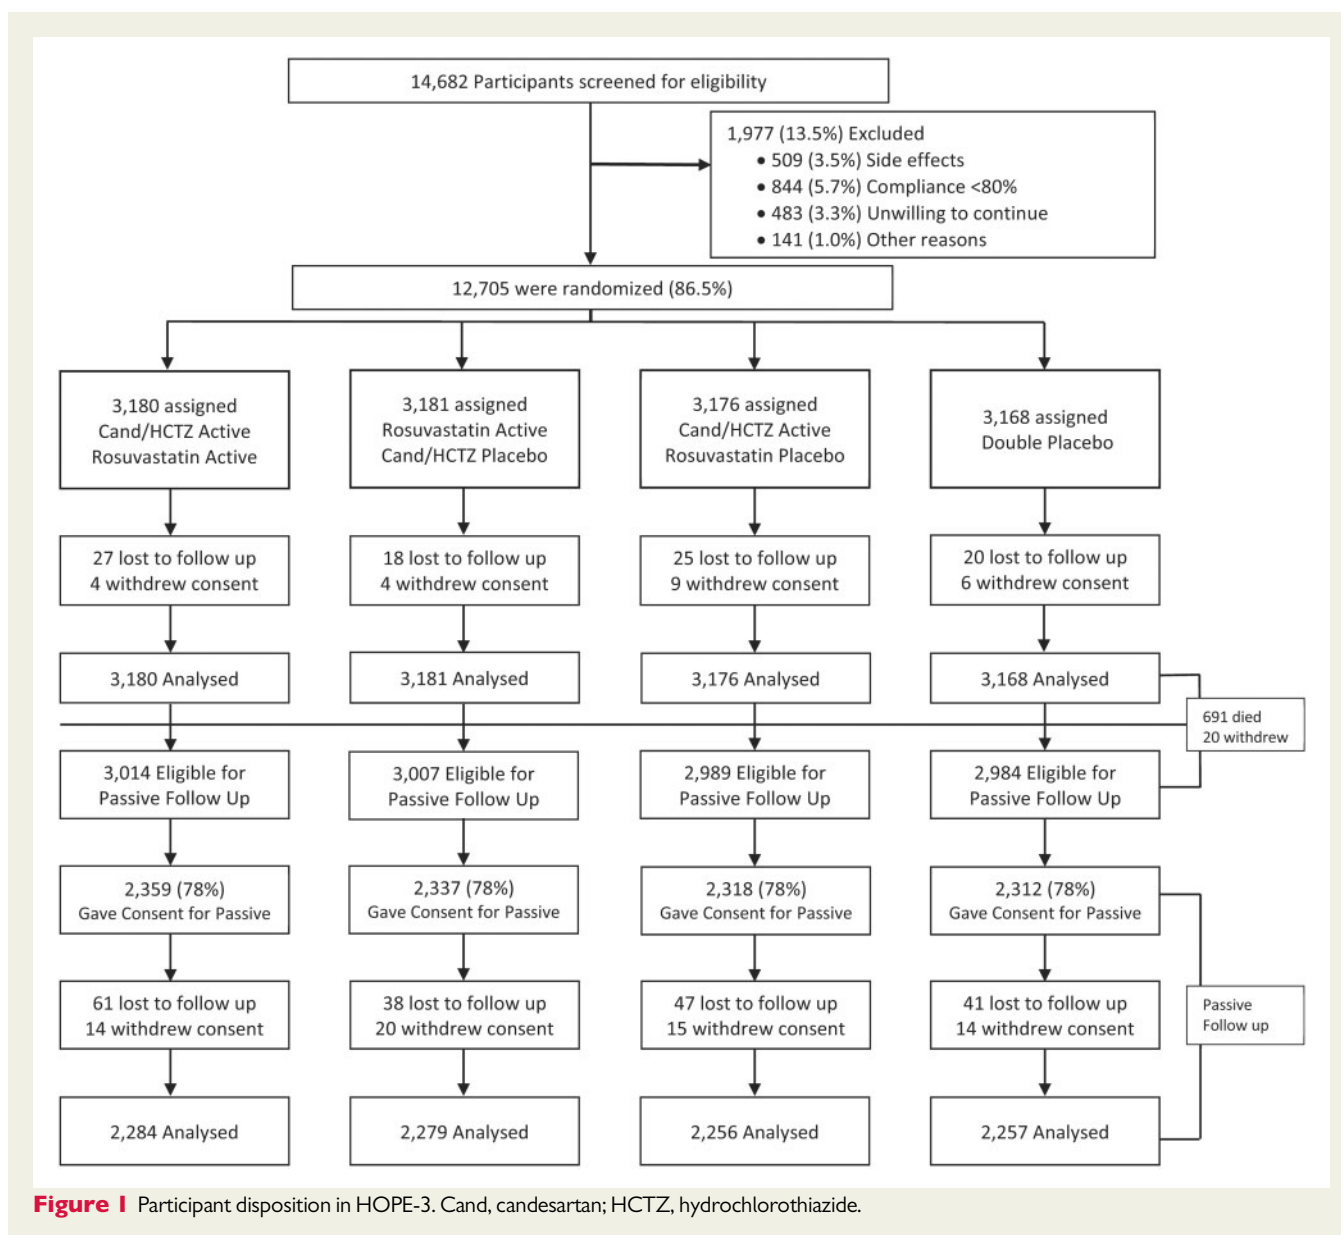 14,682 Participants screened for eligibility
1,977 (13.5%) Excluded
• 509 (3.5%) Side effects
• 844 (5.7%) Compliance <80%
• 483 (3.3%) Unwilling to continue
• 141 (1.0%) Other reasons
12,705 were randomized (86.5%)
3,180 assigned
Cand/HCTZ Active
Rosuvastatin Active
3,181 assigned
Rosuvastatin Active
Cand/HCTZ Placebo
3,176 assigned
Cand/HCTZ Active
Rosuvastatin Placebo
3,168 assigned
Double Placebo
27 lost to follow up
4 withdrew consent
18 lost to follow up
4 withdrew consent
25 lost to follow up
9 withdrew consent
20 lost to follow up
6 withdrew consent
3,180 Analysed
3,181 Analysed
3,176 Analysed
3,168 Analysed
691 died
20 withdrew
3,014 Eligible for
Passive Follow Up
3,007 Eligible for
Passive Follow Up
2,989 Eligible for
Passive Follow Up
2,984 Eligible for
Passive Follow Up
2,359 (78%)
Gave Consent for Passive
2,337 (78%)
Gave Consent for Passive
2,318 (78%)
Gave Consent for Passive
2,312 (78%)
Gave Consent for Passive
61 lost to follow up
14 withdrew consent
38 lost to follow up
20 withdrew consent
47 lost to follow up
15 withdrew consent
41 lost to follow up
14 withdrew consent
Passive
Follow up
2,284 Analysed
2,279 Analysed
2,256 Analysed
2,257 Analysed
Figure 1 Participant disposition in HOPE-3. Cand, candesartan; HCTZ, hydrochlorothiazide.